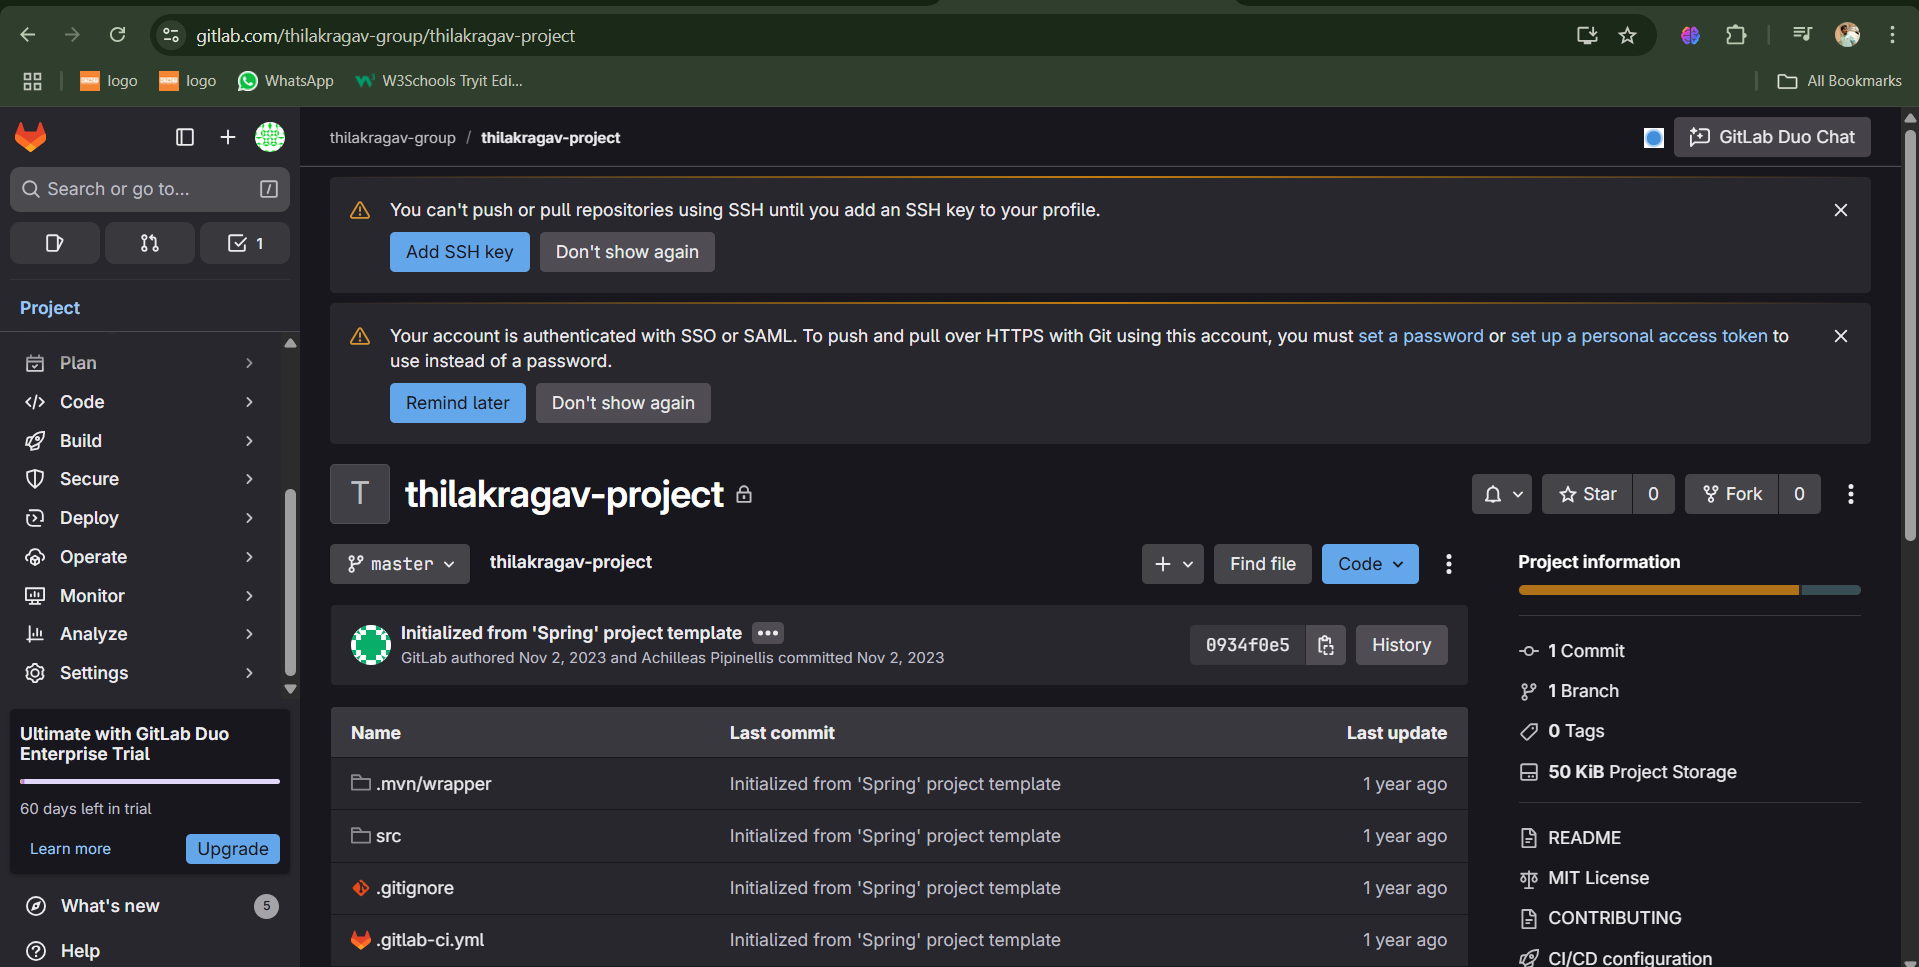 gitlab.com/thilakragav-group/thilakragav-project
logo
logo
WhatsApp
W3Schools Tryit Edi...
All Bookmarks
thilakragav-group / thilakragav-project
GitLab Duo Chat
Search or go to...
/
1
Project
Plan
Code
Build
Secure
Deploy
Operate
Monitor
Analyze
Settings
Ultimate with GitLab Duo
Enterprise Trial
60 days left in trial
Learn more
Upgrade
What's new
5
Help
You can't push or pull repositories using SSH until you add an SSH key to your profile.
Add SSH key
Don't show again
Your account is authenticated with SSO or SAML. To push and pull over HTTPS with Git using this account, you must set a password or set up a personal access token to
use instead of a password.
Remind later
Don't show again
T
thilakragav-project
Star
0
Fork
0
master
thilakragav-project
Find file
Code
Initialized from 'Spring' project template
GitLab authored Nov 2, 2023 and Achilleas Pipinellis committed Nov 2, 2023
0934f0e5
History
Name Last commit Last update
.mvn/wrapper Initialized from 'Spring' project template 1 year ago
src Initialized from 'Spring' project template 1 year ago
.gitignore Initialized from 'Spring' project template 1 year ago
.gitlab-ci.yml Initialized from 'Spring' project template 1 year ago
Project information
1 Commit
1 Branch
0 Tags
50 KiB Project Storage
README
MIT License
CONTRIBUTING
CI/CD configuration